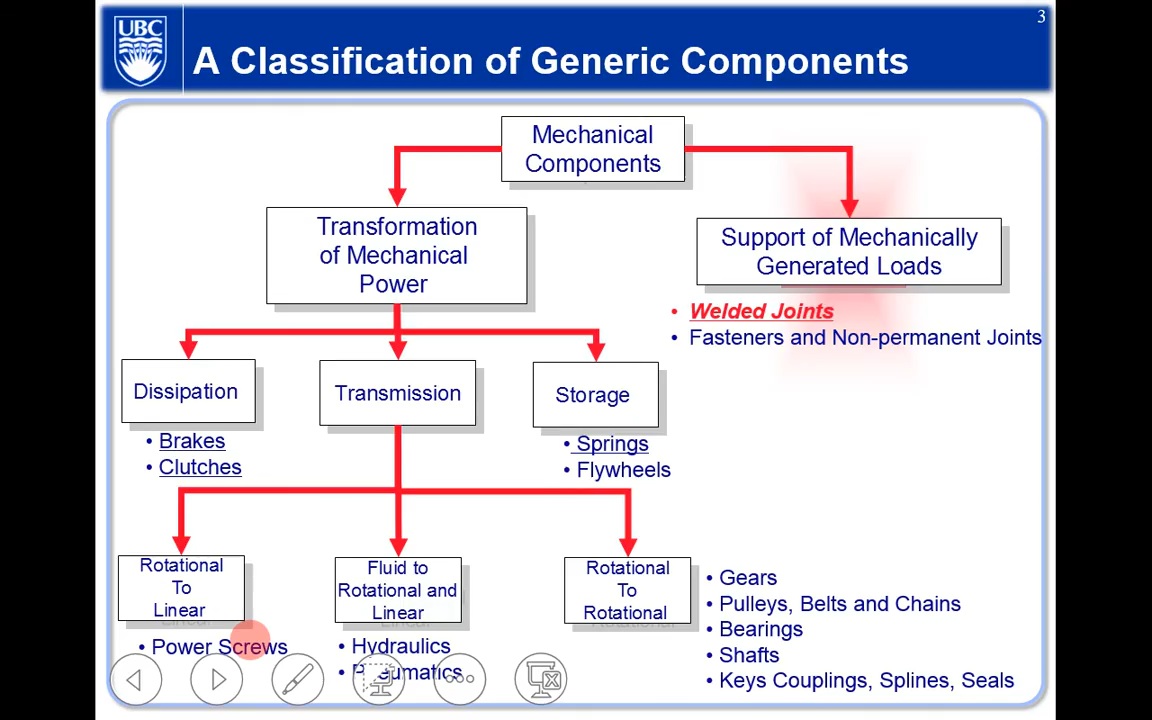 3
UBC
A Classification of Generic Components
Mechanical
Components
Transformation
of Mechanical
Power
Support of Mechanically
Generated Loads
• Welded Joints
• Fasteners and Non-permanent Joints
Dissipation
• Brakes
• Clutches
Transmission
Storage
• Springs
• Flywheels
Rotational
To
Linear
• Power Screws
Fluid to
Rotational and
Linear
• Hydraulics
• Pneumatics
Rotational
To
Rotational
• Gears
• Pulleys, Belts and Chains
• Bearings
• Shafts
• Keys Couplings, Splines, Seals